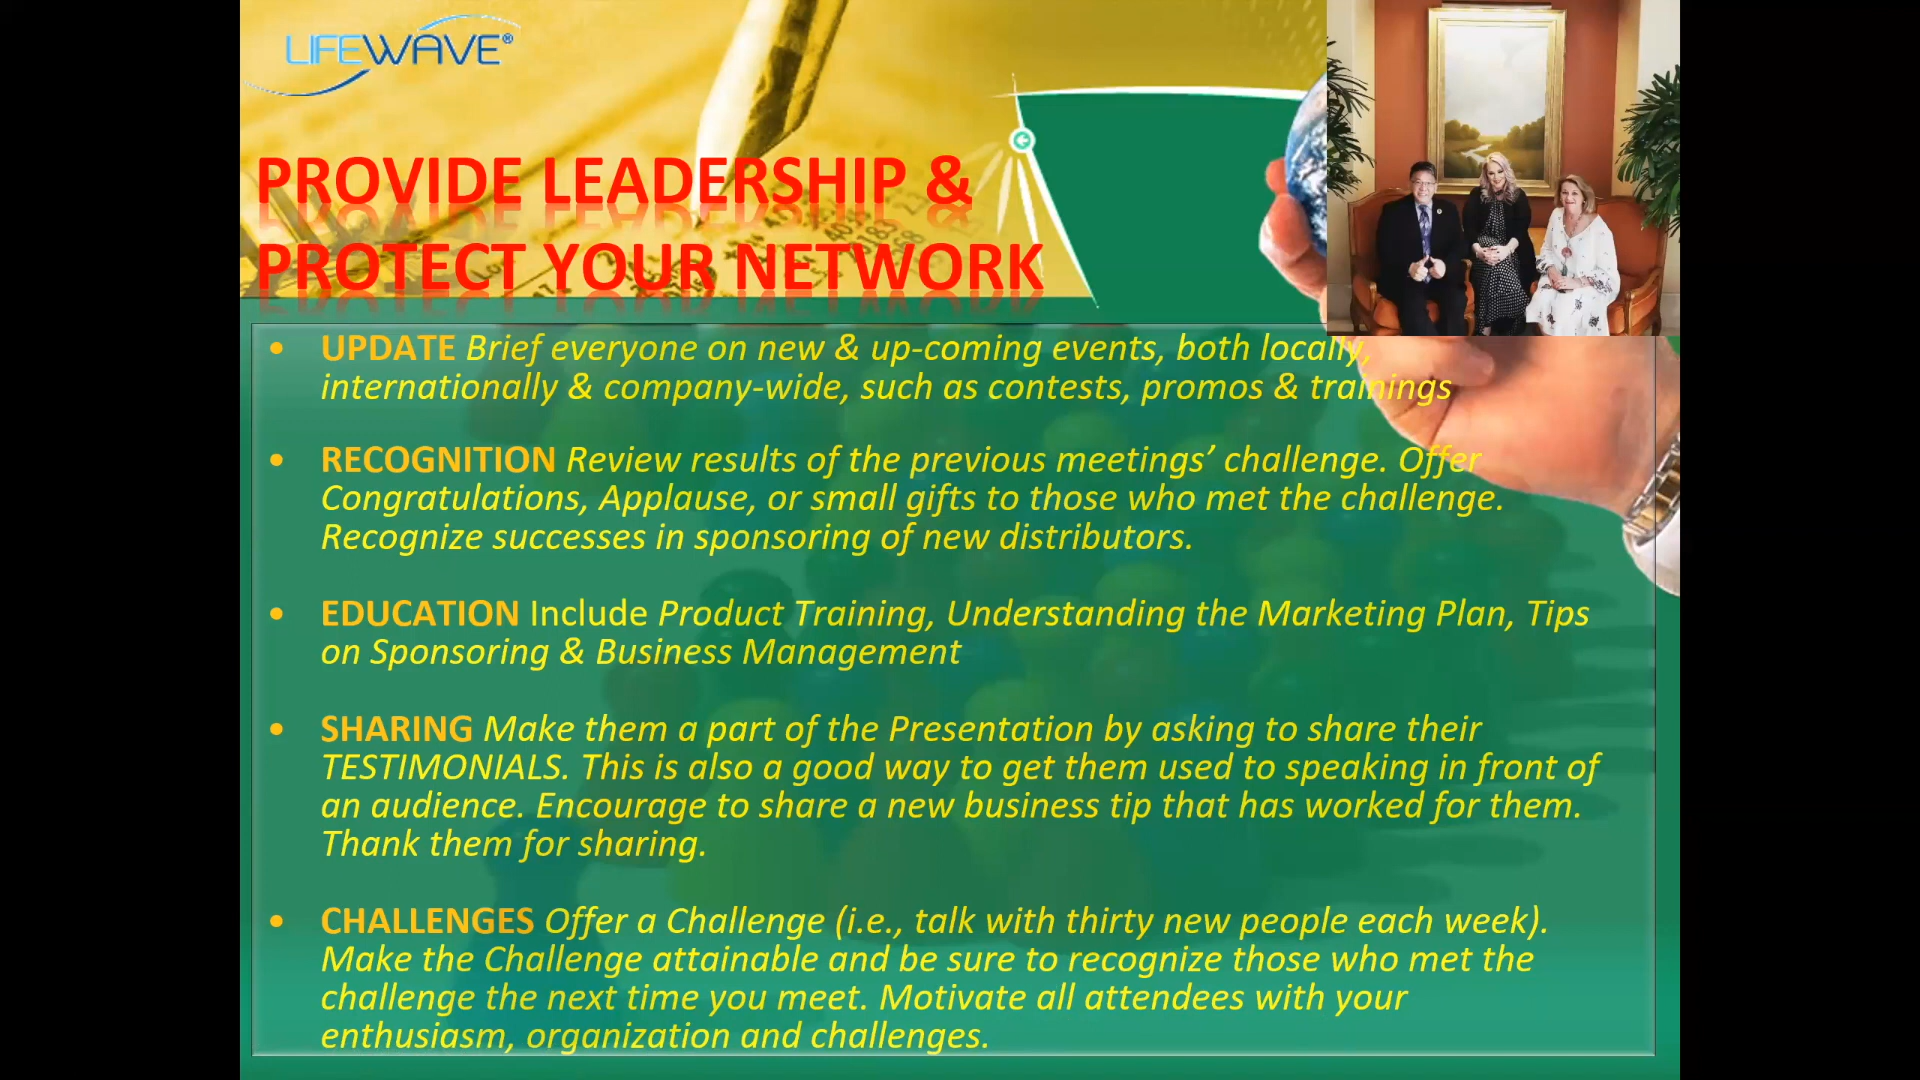 LIFEWAVE®
PROVIDE LEADERSHIP &
PROTECT YOUR NETWORK
• UPDATE Brief everyone on new & up-coming events, both locally,
internationally & company-wide, such as contests, promos & trainings
• RECOGNITION Review results of the previous meetings’ challenge. Offer
Congratulations, Applause, or small gifts to those who met the challenge.
Recognize successes in sponsoring of new distributors.
• EDUCATION Include Product Training, Understanding the Marketing Plan, Tips
on Sponsoring & Business Management
• SHARING Make them a part of the Presentation by asking to share their
TESTIMONIALS. This is also a good way to get them used to speaking in front of
an audience. Encourage to share a new business tip that has worked for them.
Thank them for sharing.
• CHALLENGES Offer a Challenge (i.e., talk with thirty new people each week).
Make the Challenge attainable and be sure to recognize those who met the
challenge the next time you meet. Motivate all attendees with your
enthusiasm, organization and challenges.